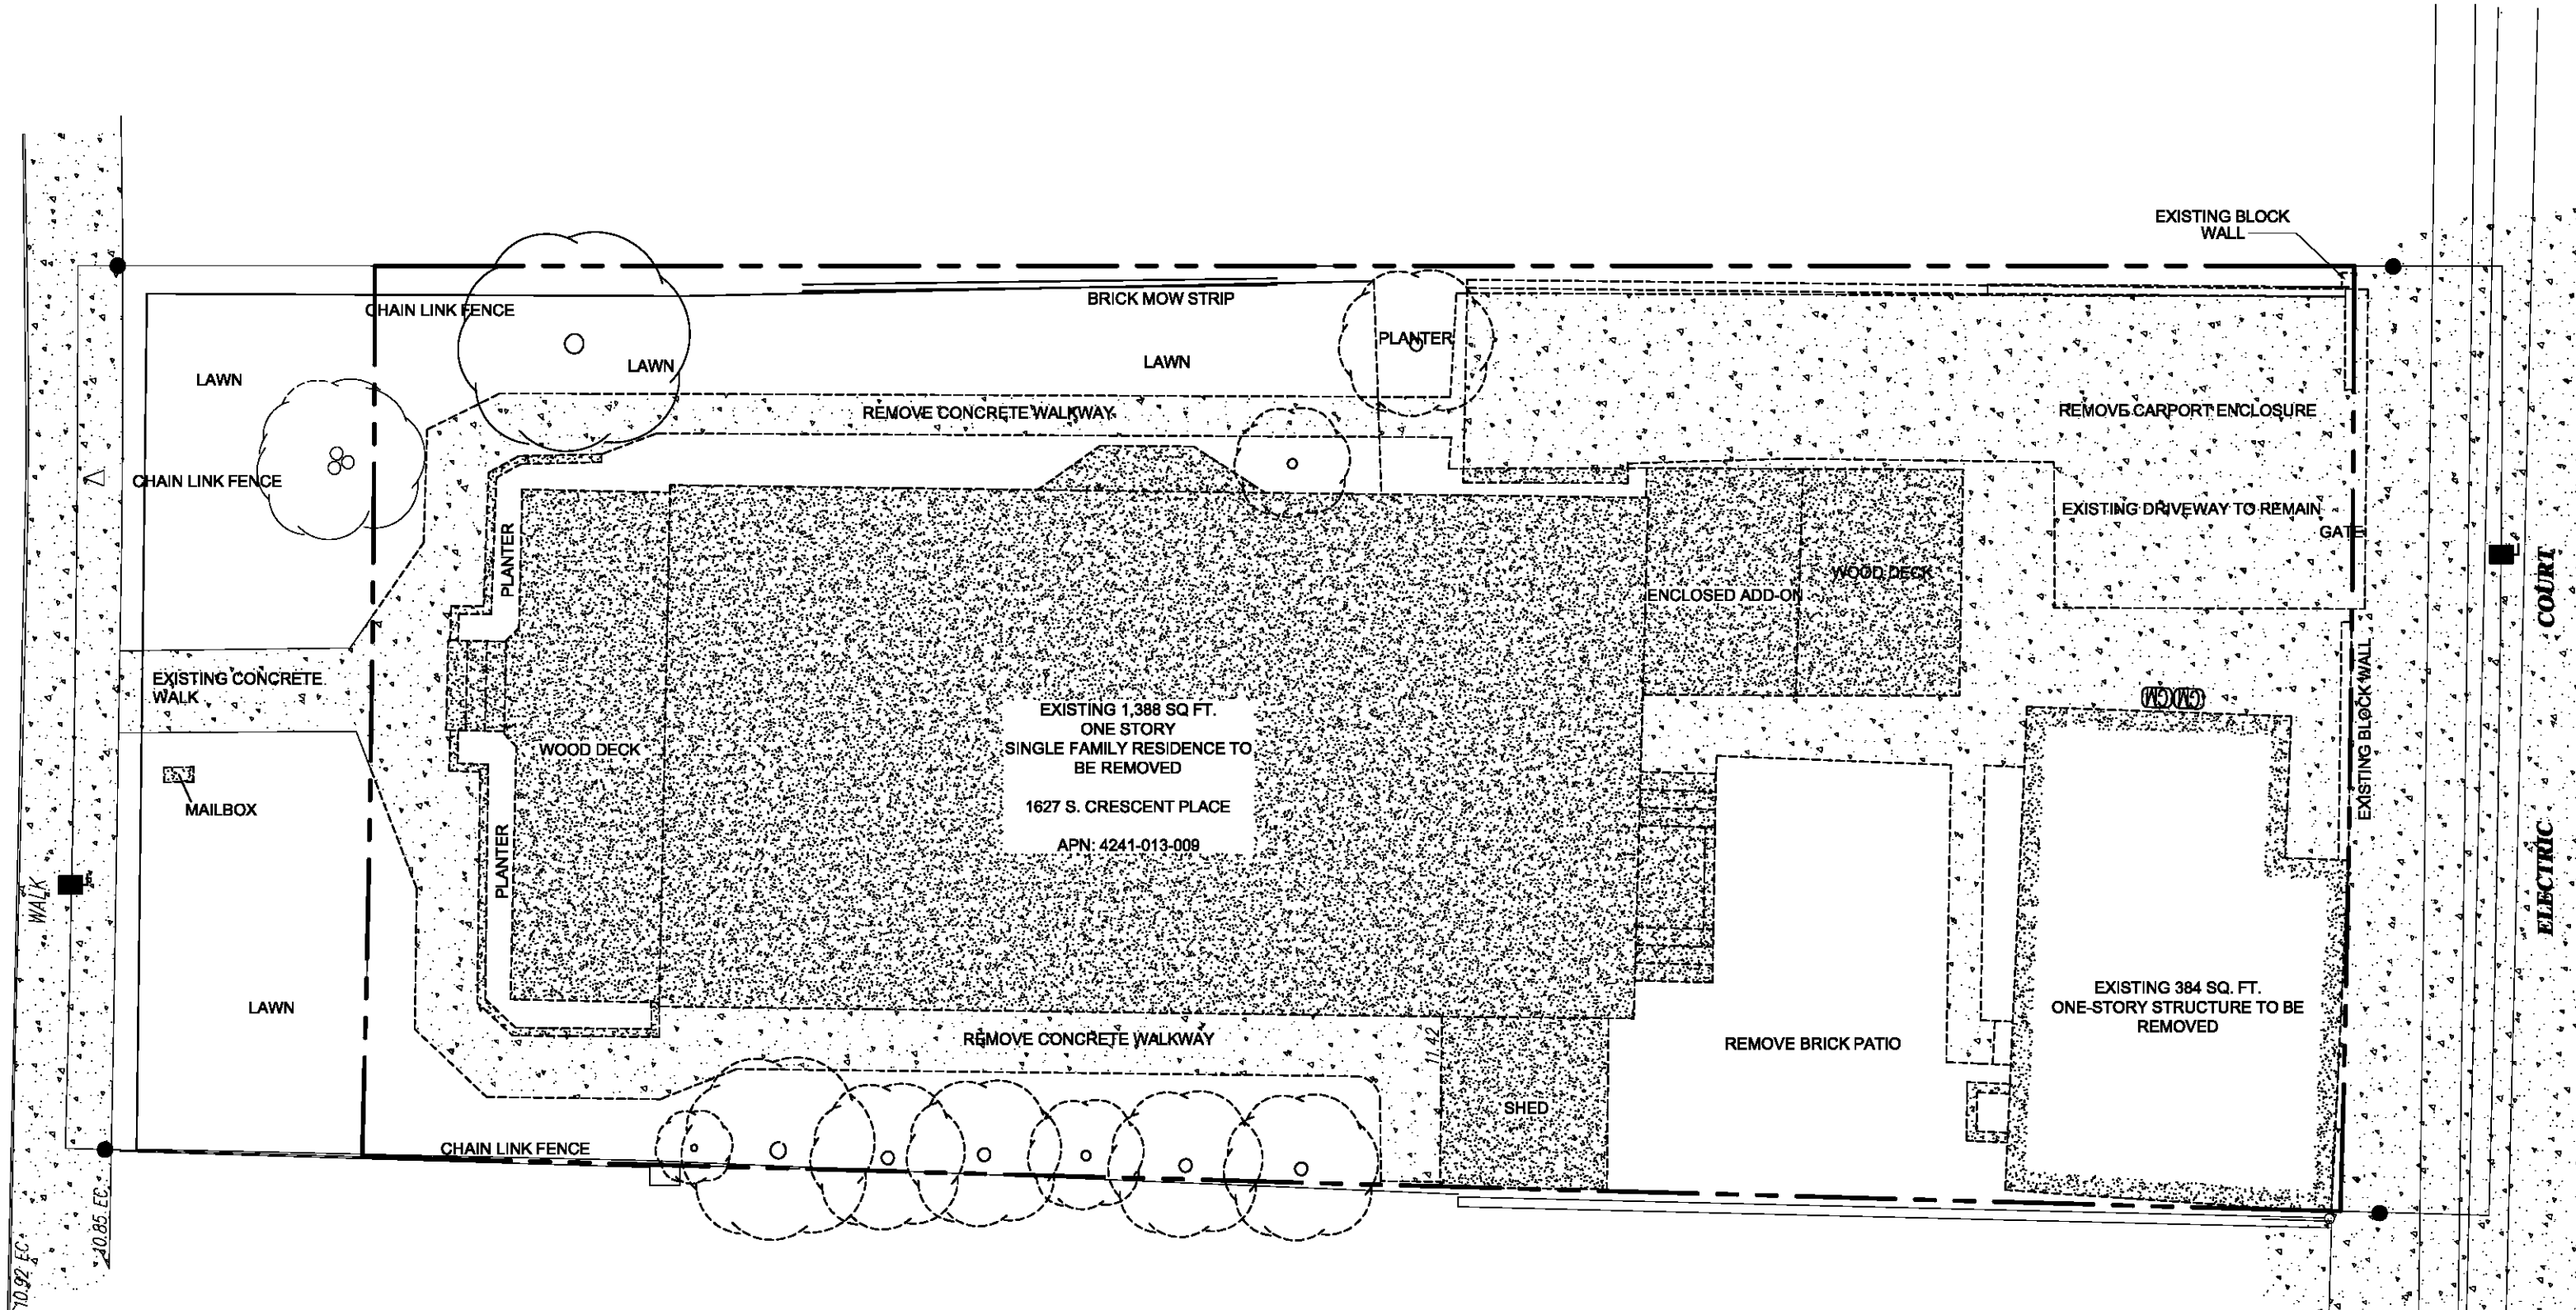 EXISTING BLOCK
WALL
CHAIN LINK FENCE
BRICK MOW STRIP
PLANTER
LAWN
LAWN
LAWN
REMOVE CONCRETE WALKWAY
REMOVE CARPORT ENCLOSURE
CHAIN LINK FENCE
EXISTING DRIVEWAY TO REMAIN
GATE
PLANTER
WOOD DECK
ENCLOSED ADD-ON
COURT
EXISTING CONCRETE
WALK
GM GM
EXISTING BLOCK WALL
EXISTING 1,388 SQ FT.
ONE STORY
SINGLE FAMILY RESIDENCE TO
BE REMOVED
1627 S. CRESCENT PLACE
APN: 4241-013-009
WOOD DECK
MAILBOX
PLANTER
WALK
ELECTRIC
LAWN
EXISTING 384 SQ. FT.
ONE-STORY STRUCTURE TO BE
REMOVED
REMOVE CONCRETE WALKWAY
11.42
REMOVE BRICK PATIO
SHED
CHAIN LINK FENCE
10.85 EC
10.92 EC